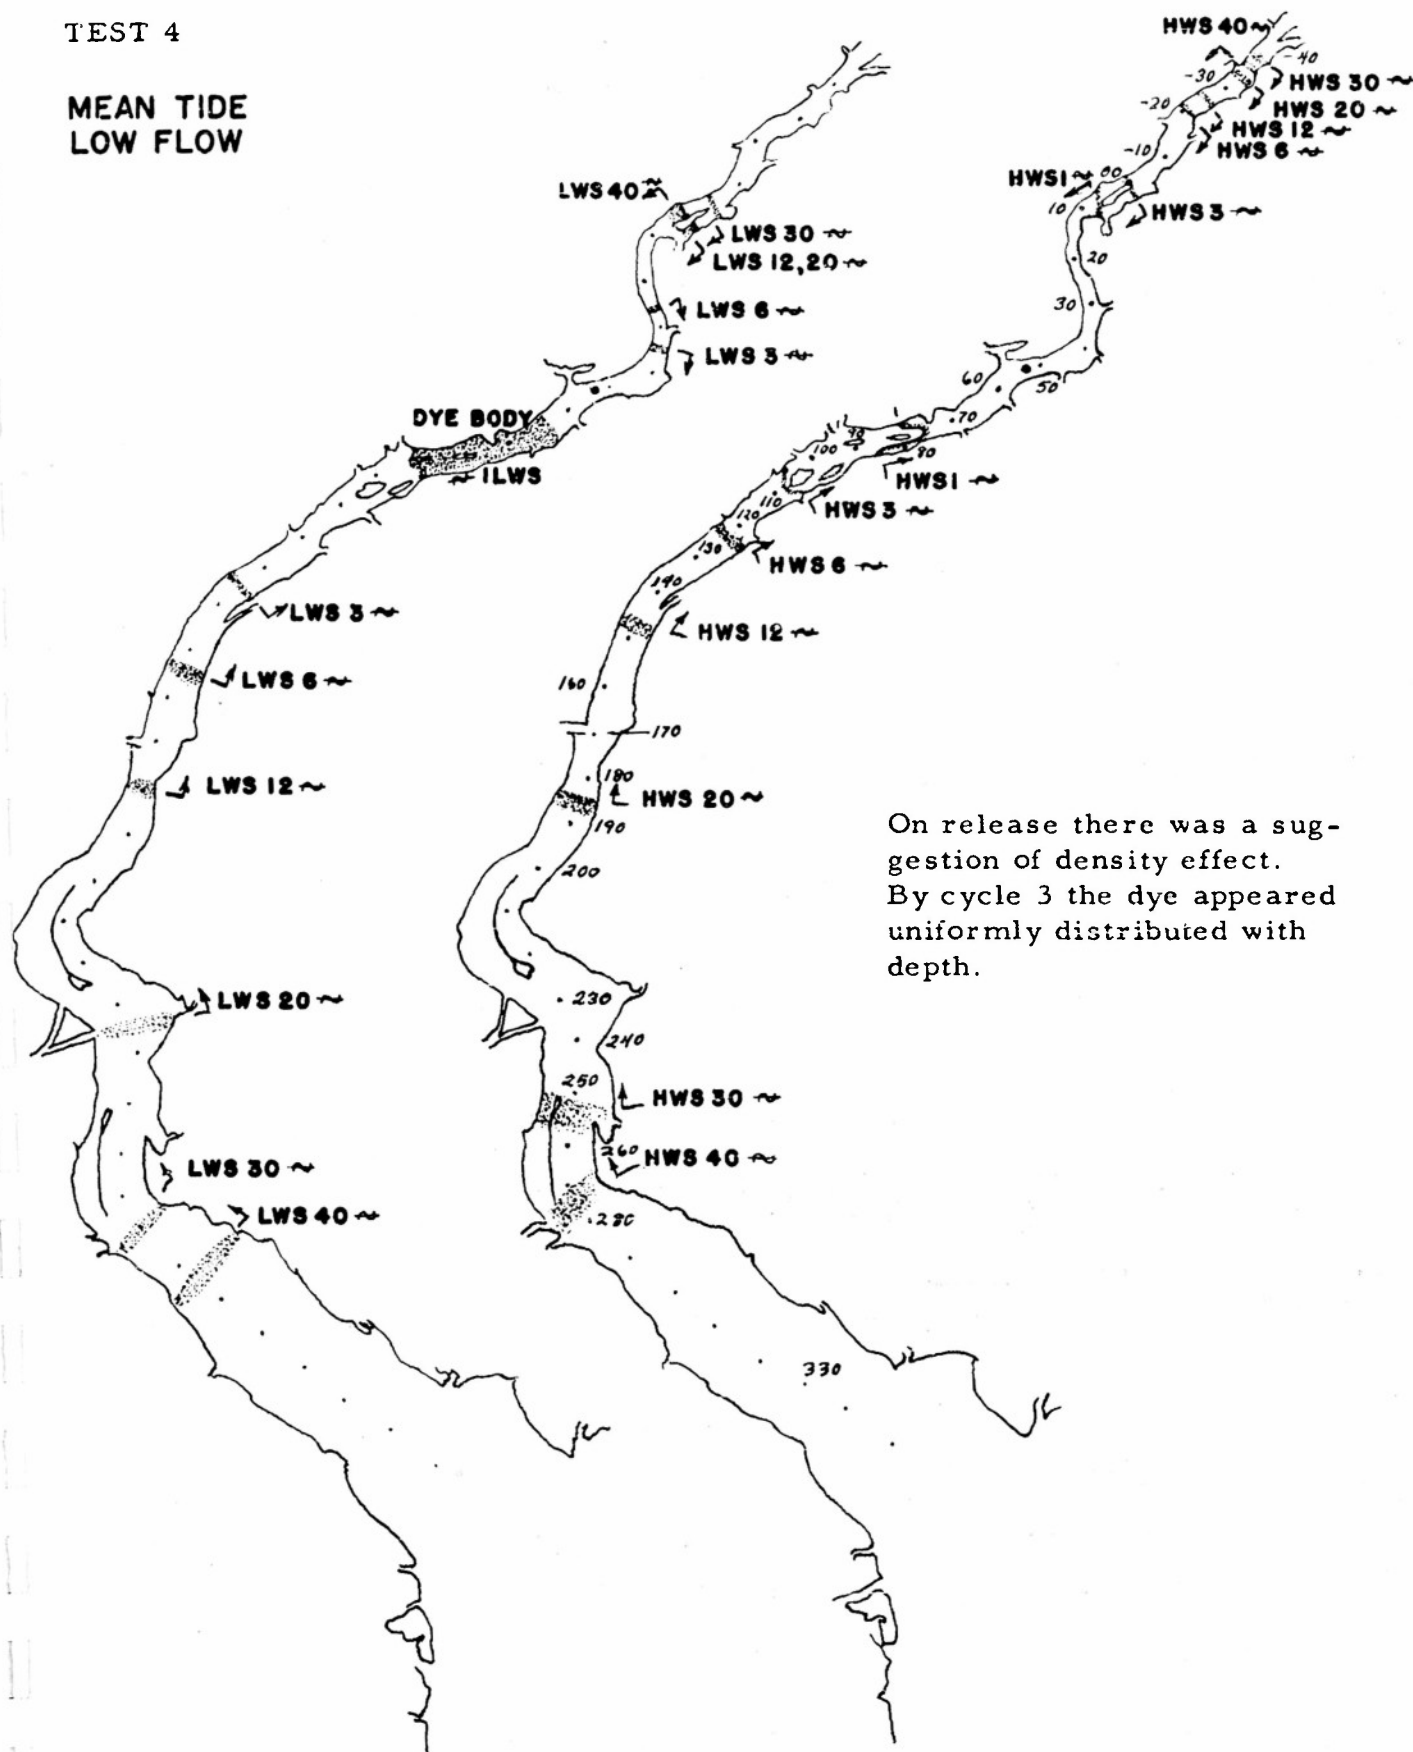 TEST 4
MEAN TIDE
LOW FLOW
LWS 40 ~
LWS 30 ~
LWS 12,20 ~
LWS 6 ~
LWS 3 ~
DYE BODY
~ 1LWS
LWS 3 ~
LWS 6 ~
LWS 12 ~
LWS 20 ~
LWS 30 ~
LWS 40 ~
HWS 40 ~
-40
-30
HWS 30 ~
-20
HWS 20 ~
HWS 12 ~
-10
HWS 6 ~
HWS1 ~
00
10
HWS 3 ~
20
30
60
50
70
90
100
80
HWS1 ~
110
HWS 3 ~
120
130
HWS 6 ~
140
HWS 12 ~
160
170
180
HWS 20 ~
190
200
230
240
250
HWS 30 ~
260
HWS 40 ~
280
330
On release there was a sug-
gestion of density effect.
By cycle 3 the dye appeared
uniformly distributed with
depth.